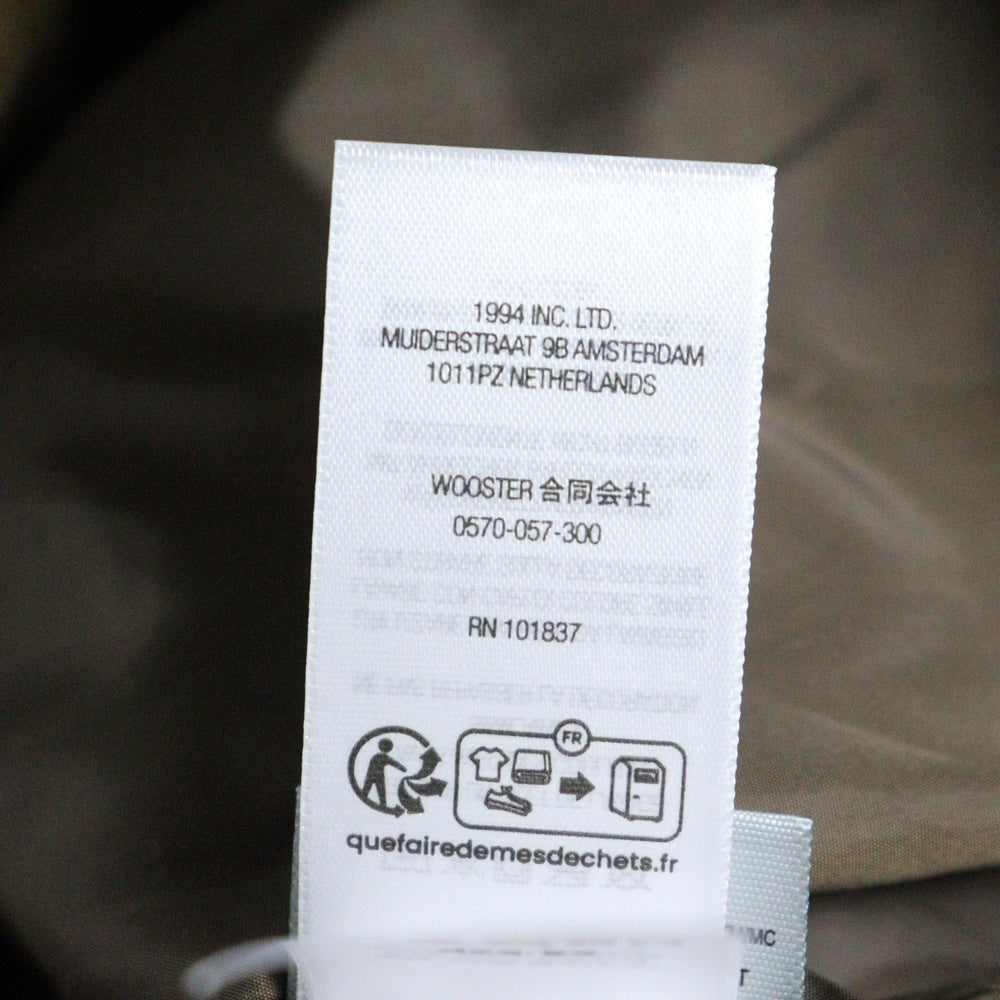 1994 INC. LTD.
MUIDERSTRAAT 9B AMSTERDAM
1011PZ NETHERLANDS
WOOSTER 合同会社
0570-057-300
RN 101837
FR
quefairedemesdechets.fr